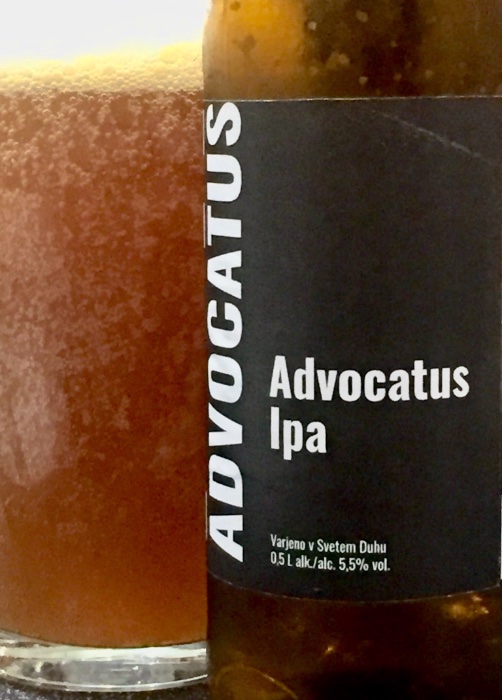 ADVOCATUS
Advocatus
Ipa
Varjeno v Svetem Duhu
0,5 L alk./alc. 5,5% vol.